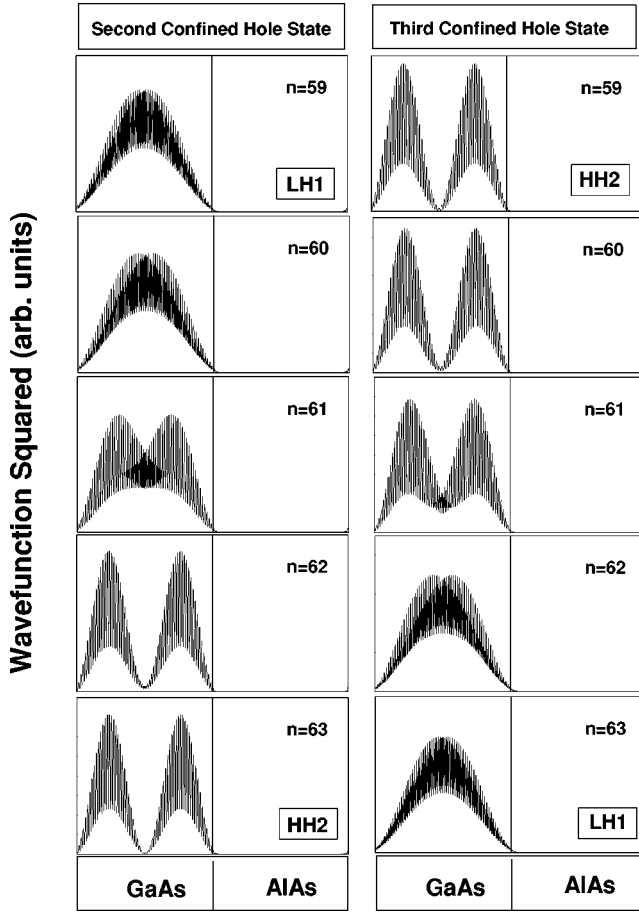 Second Confined Hole State
Third Confined Hole State
Wavefunction Squared (arb. units)
n=59
LH1
n=59
HH2
n=60
n=60
n=61
n=61
n=62
n=62
n=63
HH2
n=63
LH1
GaAs AlAs
GaAs AlAs